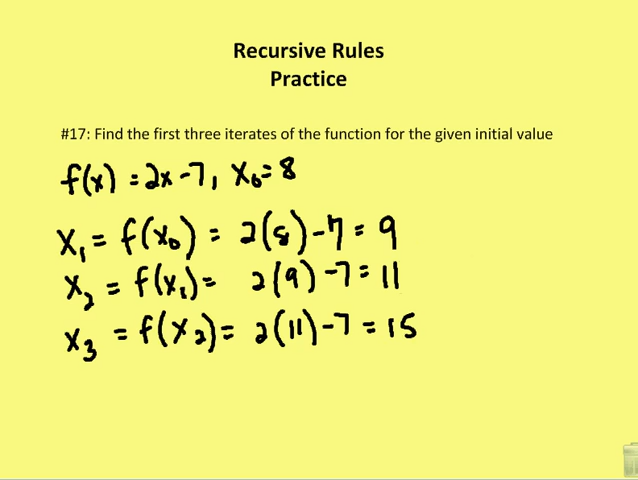 Recursive Rules
Practice
#17: Find the first three iterates of the function for the given initial value
f(x) = 2x - 7, x₀ = 8
x₁ = f(x₀) = 2(8) - 7 = 9
x₂ = f(x₁) = 2(9) - 7 = 11
x₃ = f(x₂) = 2(11) - 7 = 15